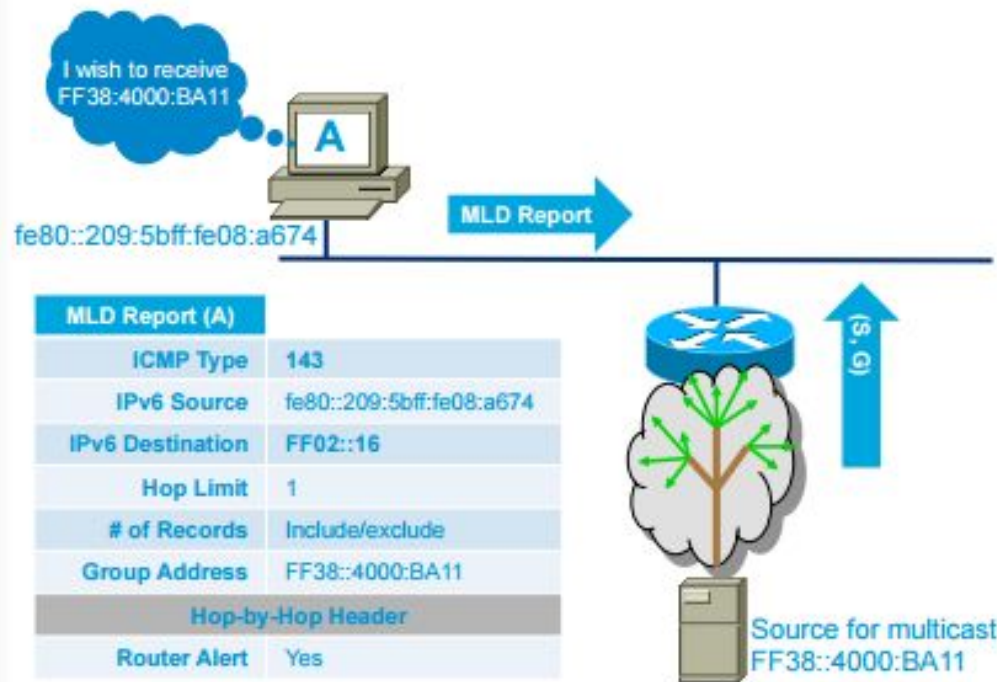 I wish to receive
FF38:4000:BA11
A
fe80::209:5bff:fe08:a674
MLD Report
(S, G)
MLD Report (A)
ICMP Type 143
IPv6 Source fe80::209:5bff:fe08:a674
IPv6 Destination FF02::16
Hop Limit 1
# of Records Include/exclude
Group Address FF38::4000:BA11
Hop-by-Hop Header
Router Alert Yes
Source for multicast
FF38::4000:BA11